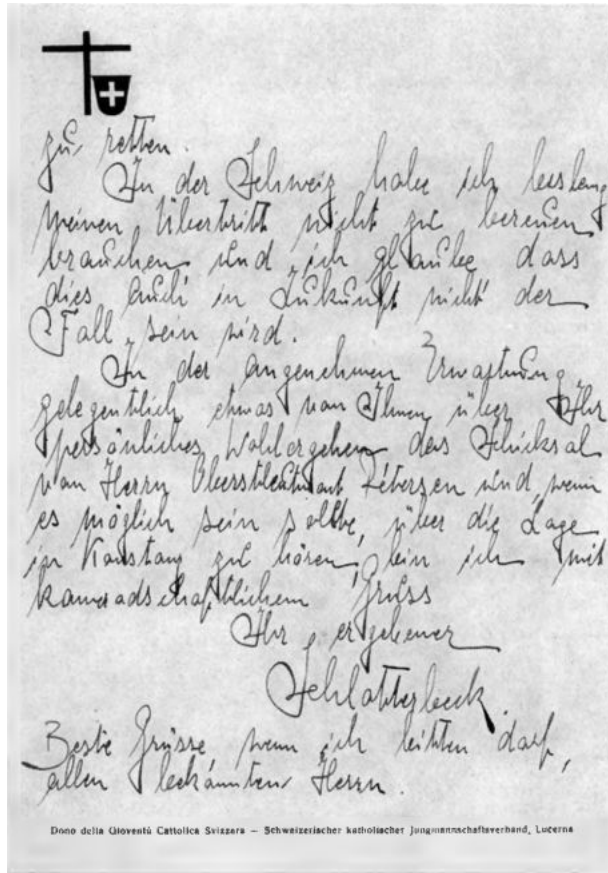 zu retten.
In der Schweiz habe ich bislang
meinen Übertritt nicht zu bereuen
brauchen und ich glaube dass
dies auch in Zukunft nicht der
Fall sein wird.
In der angenehmen Erwartung,
gelegentlich etwas von Ihnen über Ihr
persönliches Wohlergehen das Schicksal
von Herrn Oberstleutnant Petersen und, wenn
es möglich sein sollte, über die Lage
in Konstanz zu hören, bin ich mit
kameradschaftlichem Gruss
Ihr ergebener
Schlotterbeck
Beste Grüsse wenn ich bitten darf,
allen bekannten Herrn.
Dono della Gioventù Cattolica Svizzera — Schweizerischer katholischer Jungmannschaftsverband, Lucerna